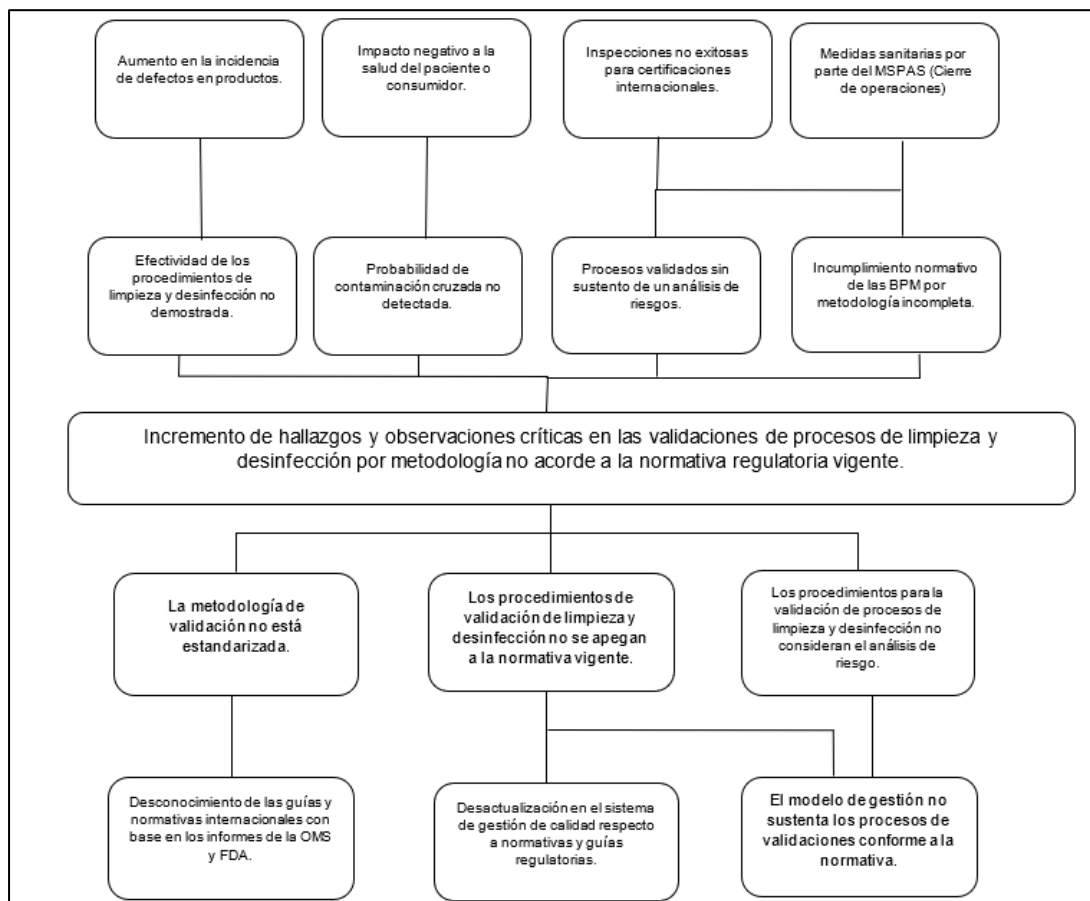 Aumento en la incidencia
de defectos en productos.
Impacto negativo a la
salud del paciente o
consumidor.
Inspecciones no exitosas
para certificaciones
internacionales.
Medidas sanitarias por
parte del MSPAS (Cierre
de operaciones)
Efectividad de los
procedimientos de
limpieza y desinfección no
demostrada.
Probabilidad de
contaminación cruzada no
detectada.
Procesos validados sin
sustento de un análisis de
riesgos.
Incumplimiento normativo
de las BPM por
metodología incompleta.
Incremento de hallazgos y observaciones críticas en las validaciones de procesos de limpieza y
desinfección por metodología no acorde a la normativa regulatoria vigente.
La metodología de
validación no está
estandarizada.
Los procedimientos de
validación de limpieza y
desinfección no se apegan
a la normativa vigente.
Los procedimientos para la
validación de procesos de
limpieza y desinfección no
consideran el análisis de
riesgo.
Desconocimiento de las guías y
normativas internacionales con
base en los informes de la OMS
y FDA.
Desactualización en el sistema
de gestión de calidad respecto
a normativas y guías
regulatorias.
El modelo de gestión no
sustenta los procesos de
validaciones conforme a la
normativa.